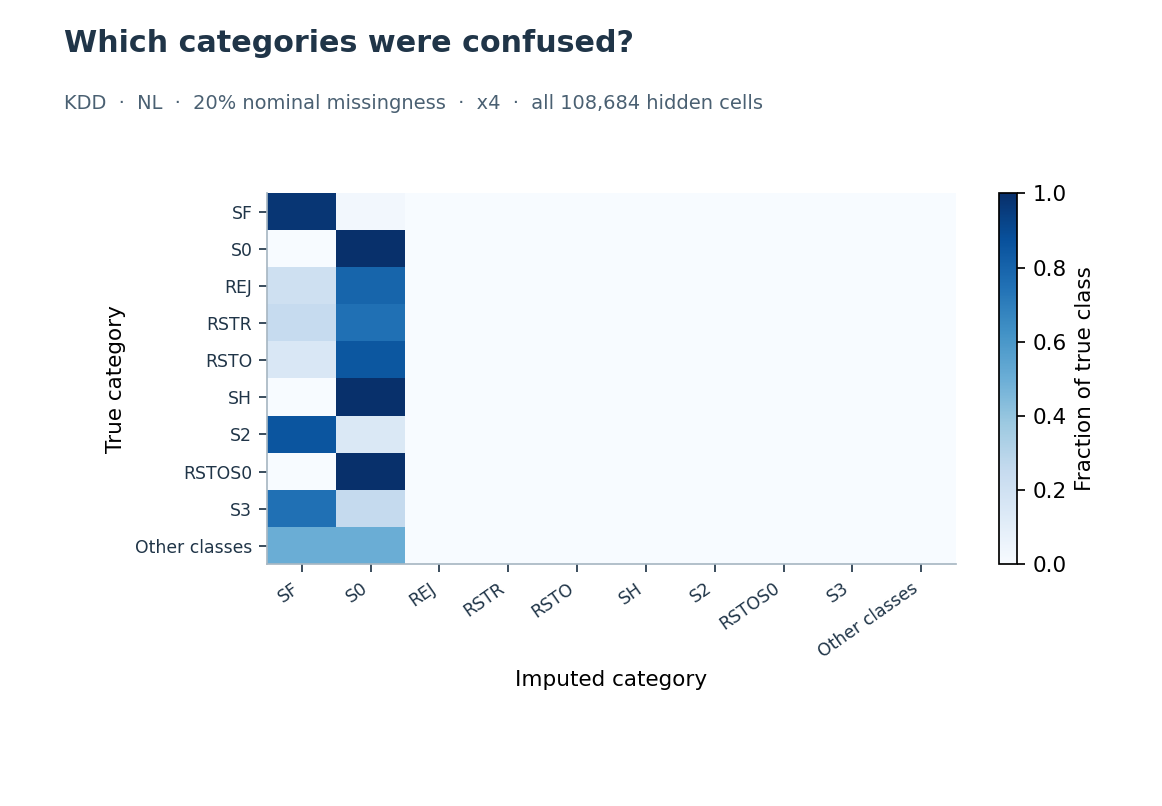 Which categories were confused?
KDD · NL · 20% nominal missingness · x4 · all 108,684 hidden cells
True category
SF
S0
REJ
RSTR
RSTO
SH
S2
RSTOS0
S3
Other classes
SF
S0
REJ
RSTR
RSTO
SH
S2
RSTOS0
S3
Other classes
Imputed category
1.0
0.8
0.6
0.4
0.2
0.0
Fraction of true class